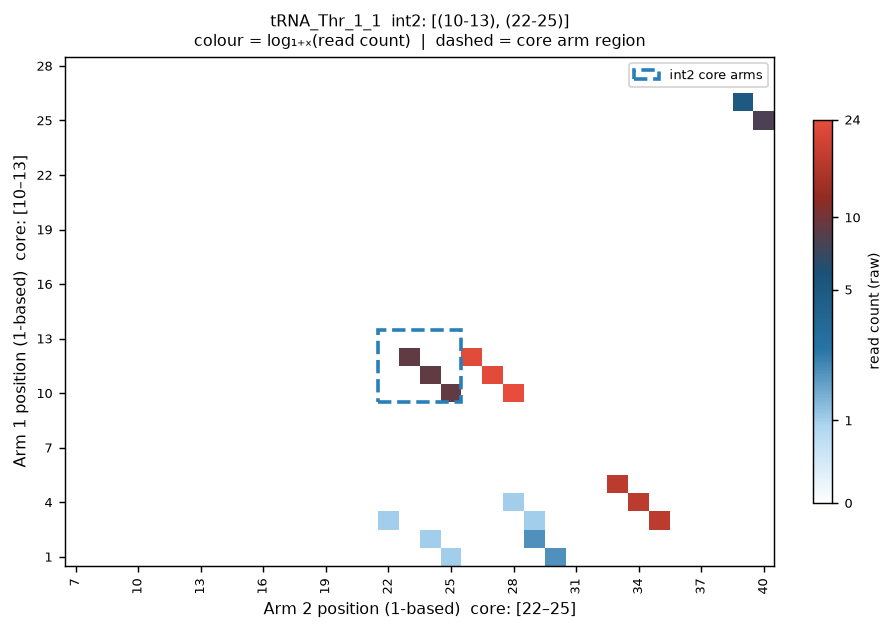 tRNA_Thr_1_1  int2: [(10-13), (22-25)]
colour = log₁₊ₓ(read count)  |  dashed = core arm region
int2 core arms
Arm 1 position (1-based)  core: [10–13]
28
25
22
19
16
13
10
7
4
1
7 10 13 16 19 22 25 28 31 34 37 40
Arm 2 position (1-based)  core: [22–25]
24
10
5
1
0
read count (raw)